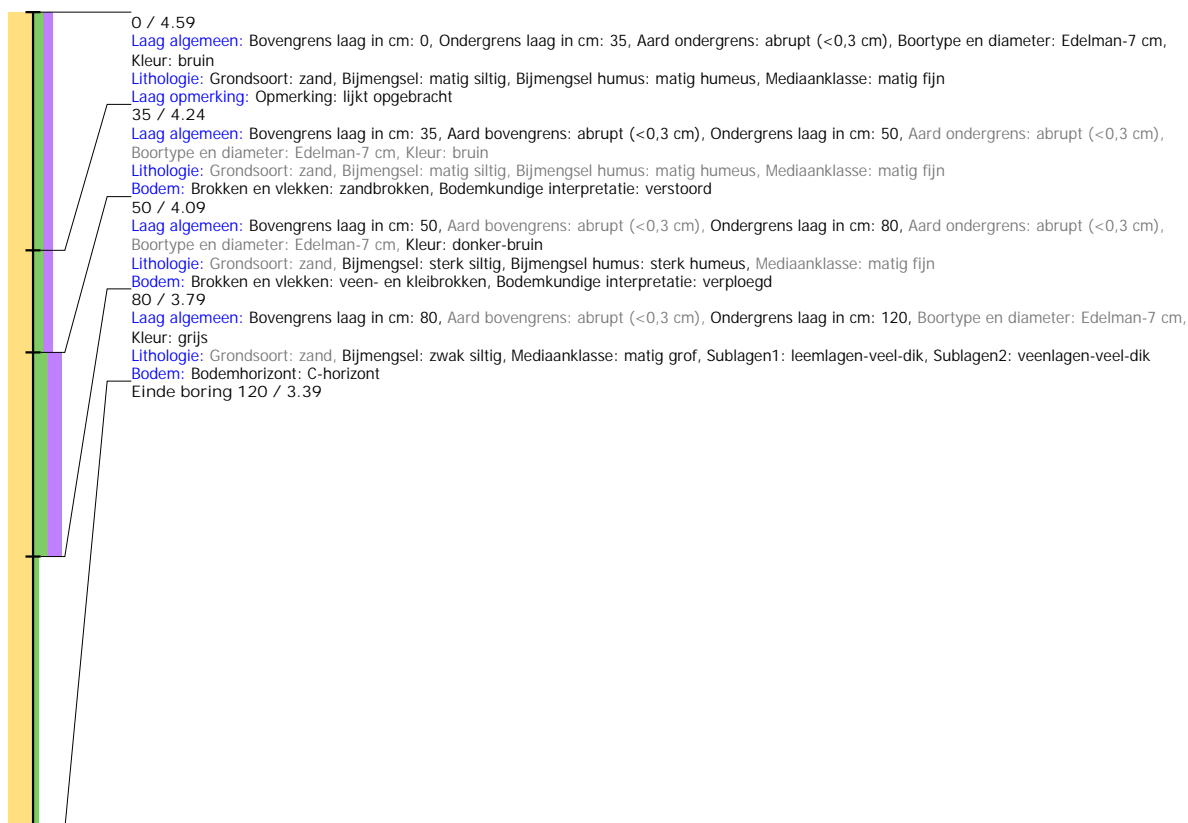 0 / 4.59
Laag algemeen: Bovengrens laag in cm: 0, Ondergrens laag in cm: 35, Aard ondergrens: abrupt (<0,3 cm), Boortype en diameter: Edelman-7 cm,
Kleur: bruin
Lithologie: Grondsoort: zand, Bijmengsel: matig siltig, Bijmengsel humus: matig humeus, Mediaanklasse: matig fijn
Laag opmerking: Opmerking: lijkt opgebracht
35 / 4.24
Laag algemeen: Bovengrens laag in cm: 35, Aard bovengrens: abrupt (<0,3 cm), Ondergrens laag in cm: 50, Aard ondergrens: abrupt (<0,3 cm),
Boortype en diameter: Edelman-7 cm, Kleur: bruin
Lithologie: Grondsoort: zand, Bijmengsel: matig siltig, Bijmengsel humus: matig humeus, Mediaanklasse: matig fijn
Bodem: Brokken en vlekken: zandbrokken, Bodemkundige interpretatie: verstoord
50 / 4.09
Laag algemeen: Bovengrens laag in cm: 50, Aard bovengrens: abrupt (<0,3 cm), Ondergrens laag in cm: 80, Aard ondergrens: abrupt (<0,3 cm),
Boortype en diameter: Edelman-7 cm, Kleur: donker-bruin
Lithologie: Grondsoort: zand, Bijmengsel: sterk siltig, Bijmengsel humus: sterk humeus, Mediaanklasse: matig fijn
Bodem: Brokken en vlekken: veen- en kleibrokken, Bodemkundige interpretatie: verploegd
80 / 3.79
Laag algemeen: Bovengrens laag in cm: 80, Aard bovengrens: abrupt (<0,3 cm), Ondergrens laag in cm: 120, Boortype en diameter: Edelman-7 cm,
Kleur: grijs
Lithologie: Grondsoort: zand, Bijmengsel: zwak siltig, Mediaanklasse: matig grof, Sublagen1: leemlagen-veel-dik, Sublagen2: veenlagen-veel-dik
Bodem: Bodemhorizont: C-horizont
Einde boring 120 / 3.39